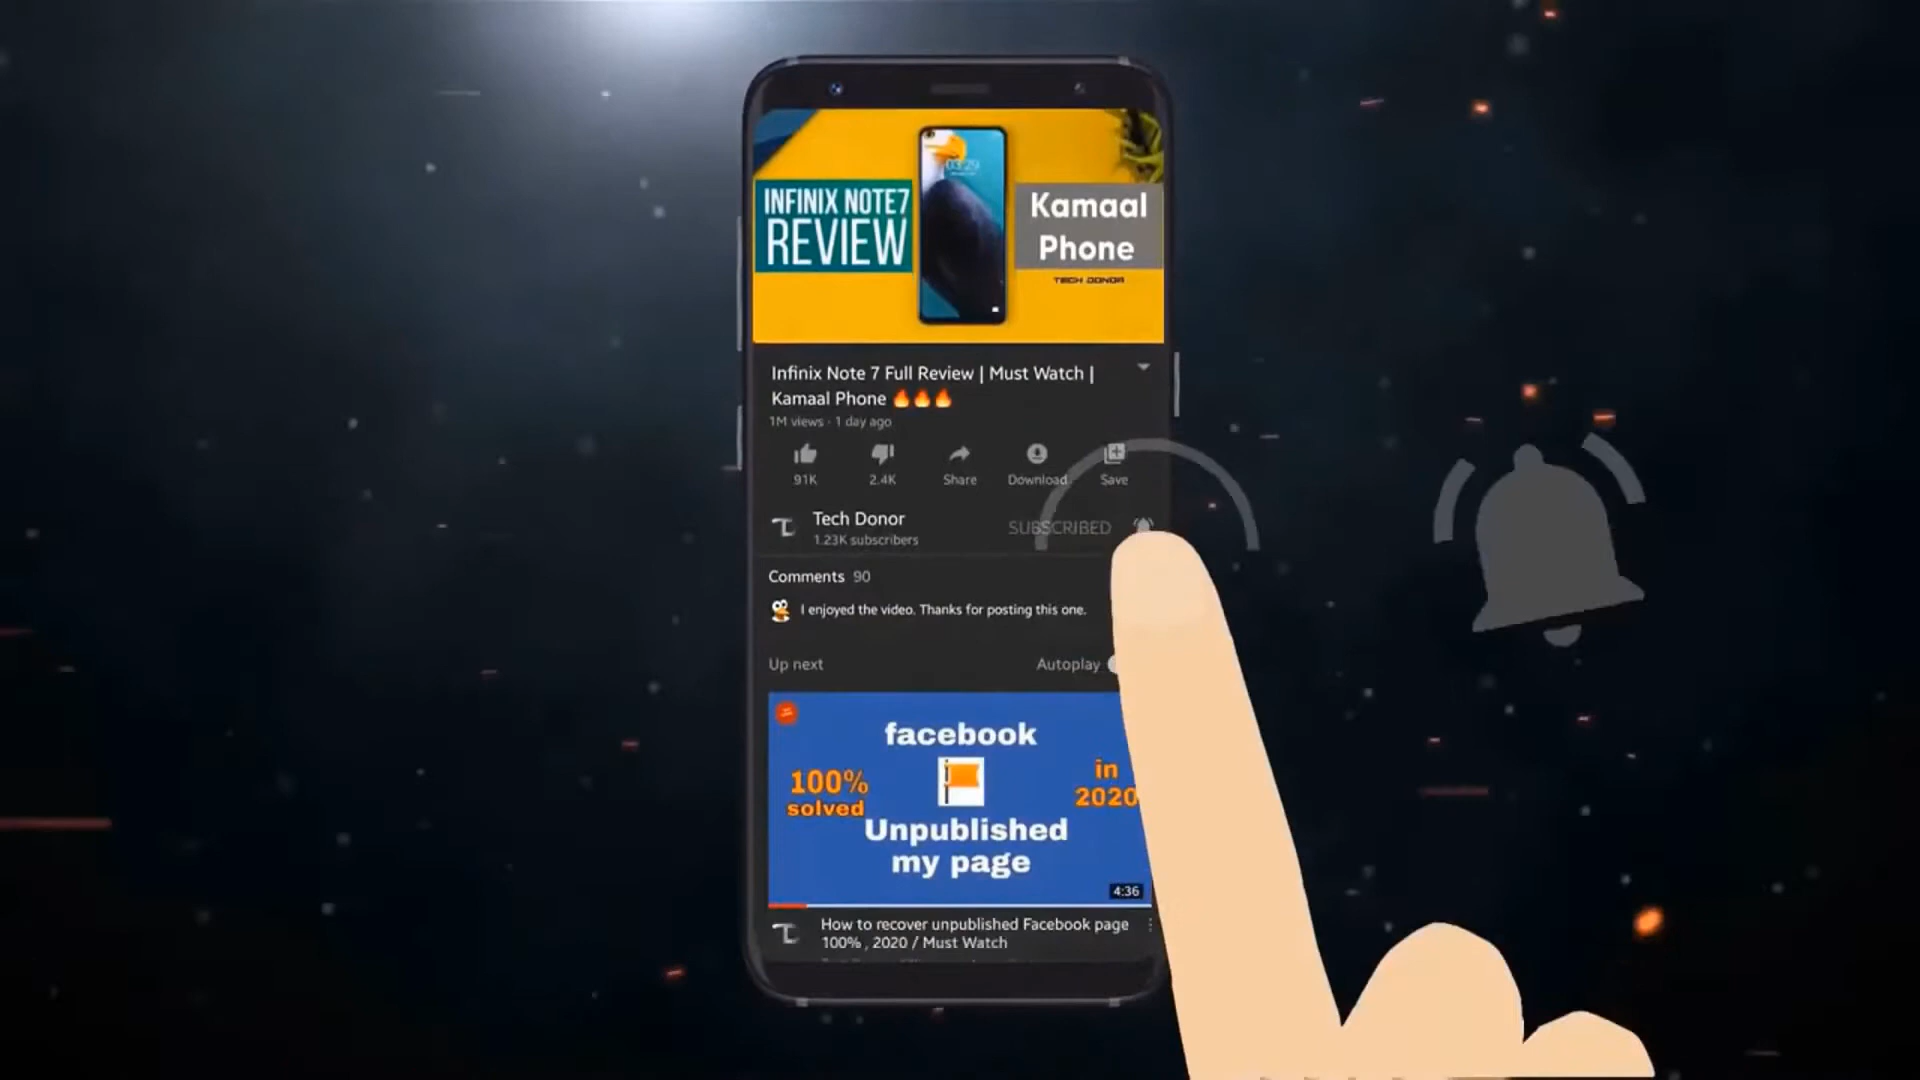 03:29
INFINIX NOTE7
REVIEW
Kamaal
Phone
TECH DONOR
Infinix Note 7 Full Review | Must Watch |
Kamaal Phone 🔥🔥🔥
1M views · 1 day ago
91K
2.4K
Share
Download
Save
Tech Donor
1.23K subscribers
SUBSCRIBED
Comments 90
I enjoyed the video. Thanks for posting this one.
Up next
Autoplay
facebook
100%
solved
in
2020
Unpublished
my page
4:36
How to recover unpublished Facebook page
100% , 2020 / Must Watch